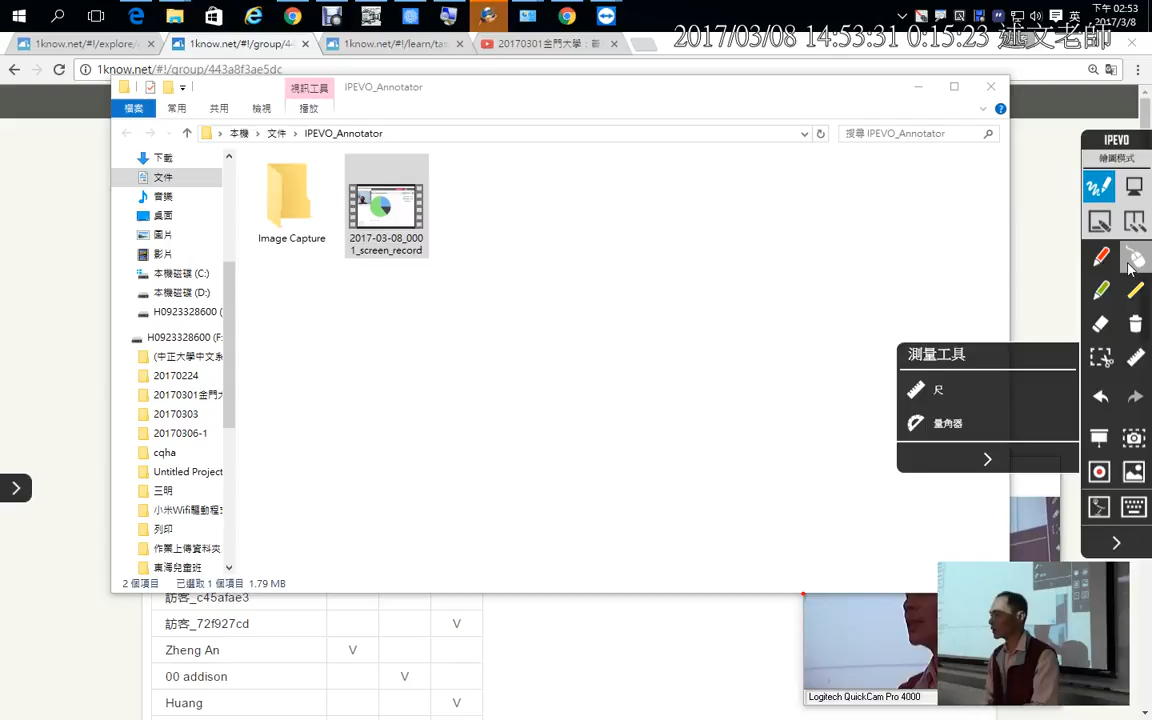 下午 02:53
2017/3/8
英
1know.net/#!/explore/
1know.net/#!/group/4
1know.net/#!/learn/tas
20170301金門大學：新
2017/03/08 14:53:31 0:15:23 述文老師
1know.net/#!/group/443a8f3ae5dc
視訊工具
IPEVO_Annotator
檔案
常用
共用
檢視
播放
本機 > 文件 > IPEVO_Annotator
搜尋 IPEVO_Annotator
下載
文件
音樂
桌面
圖片
影片
本機磁碟 (C:)
本機磁碟 (D:)
H0923328600 (
H0923328600 (F:
(中正大學中文系
20170224
20170301金門大
20170303
20170306-1
cqha
Untitled Project
三明
小米Wifi驅動程
列印
作業上傳資料夾
東海兒童班
Image Capture
2017-03-08_000
1_screen_record
2 個項目
已選取 1 個項目 1.79 MB
IPEVO
繪圖模式
測量工具
尺
量角器
訪客_c45afae3
訪客_72f927cd V
Zheng An V
00 addison V
Huang V
Logitech QuickCam Pro 4000